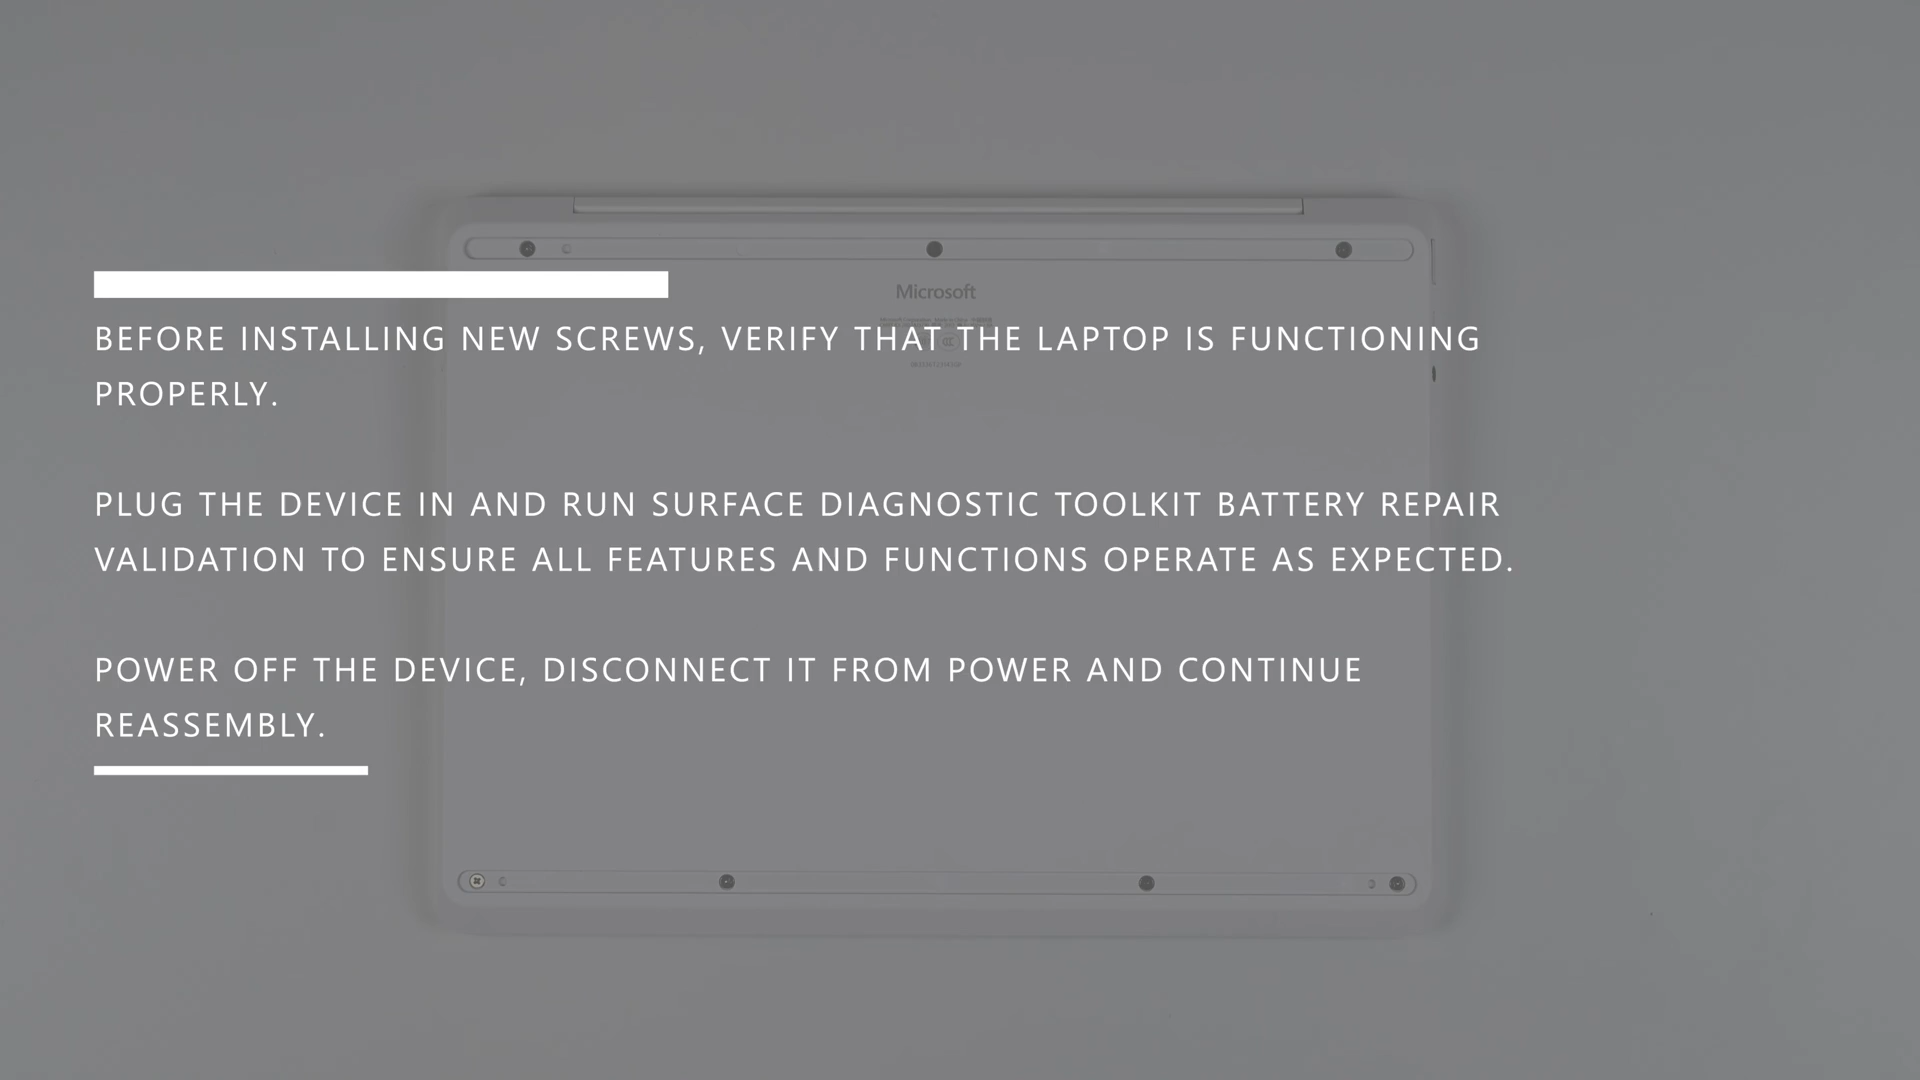 Microsoft
BEFORE INSTALLING NEW SCREWS, VERIFY THAT THE LAPTOP IS FUNCTIONING
PROPERLY.
PLUG THE DEVICE IN AND RUN SURFACE DIAGNOSTIC TOOLKIT BATTERY REPAIR
VALIDATION TO ENSURE ALL FEATURES AND FUNCTIONS OPERATE AS EXPECTED.
POWER OFF THE DEVICE, DISCONNECT IT FROM POWER AND CONTINUE
REASSEMBLY.